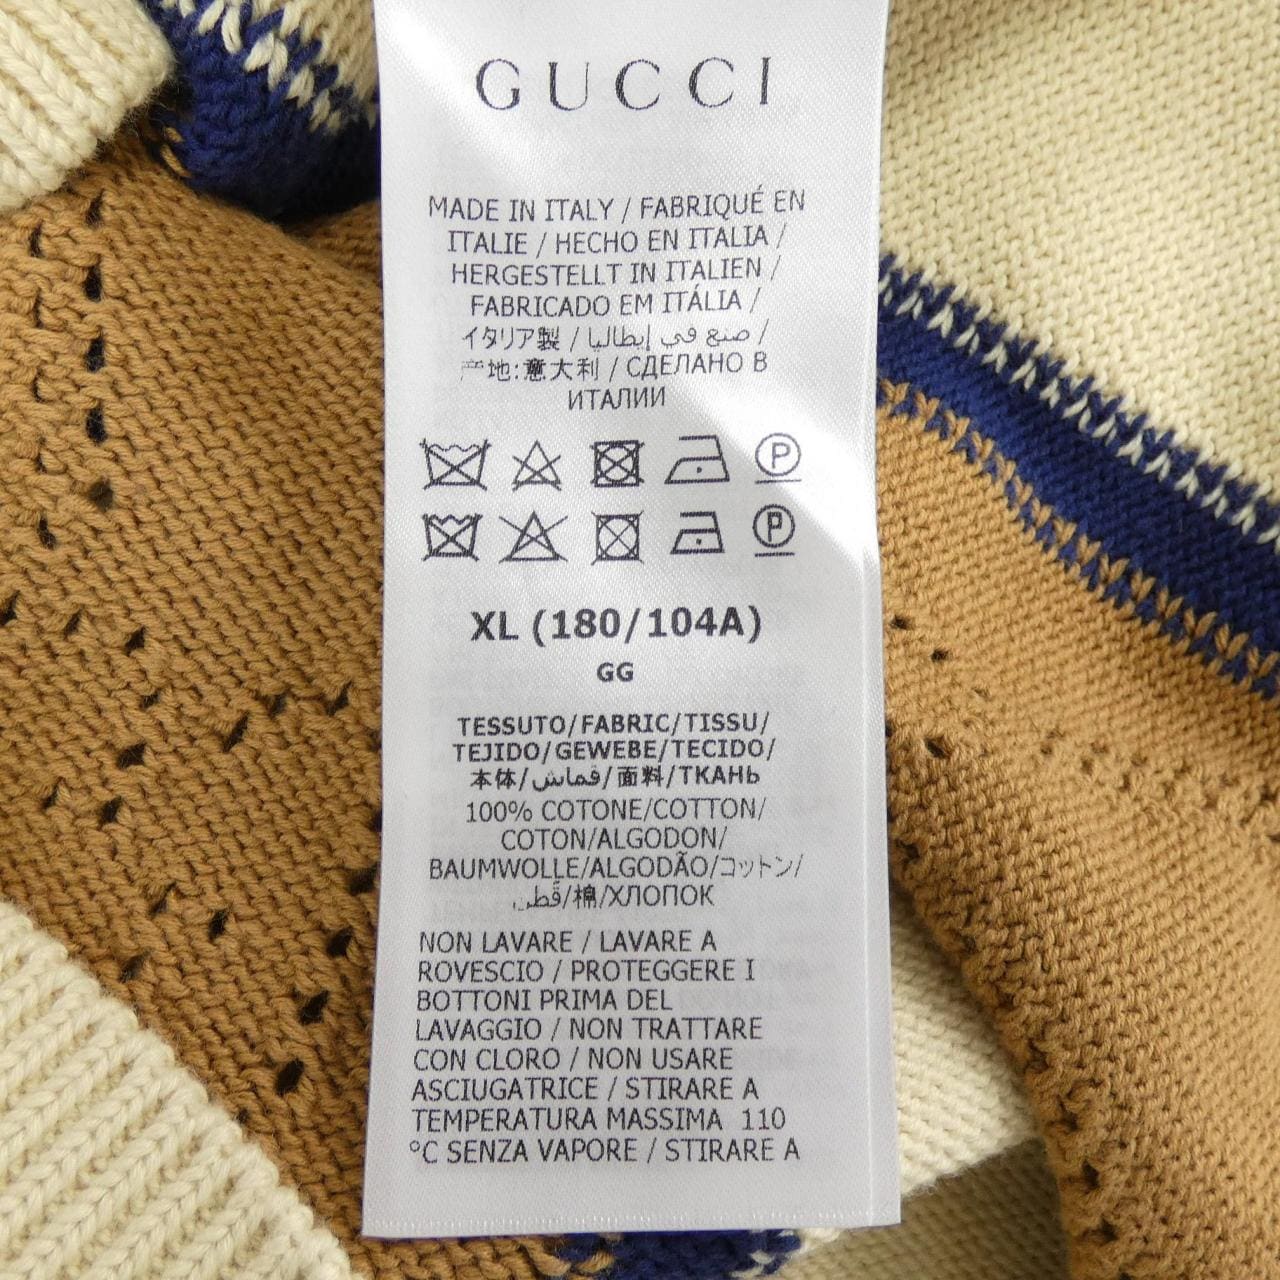 GUCCI
MADE IN ITALY / FABRIQUÉ EN
ITALIE / HECHO EN ITALIA /
HERGESTELLT IN ITALIEN /
FABRICADO EM ITÁLIA /
イタリア製 / صنع في إيطاليا /
产地:意大利 / СДЕЛАНО В
ИТАЛИИ
P
P
XL (180/104A)
GG
TESSUTO/FABRIC/TISSU/
TEJIDO/GEWEBE/TECIDO/
本体/قماش/面料/ТКАНЬ
100% COTONE/COTTON/
COTON/ALGODON/
BAUMWOLLE/ALGODÃO/コットン/
قُطن/棉/ХЛОПОК
NON LAVARE / LAVARE A
ROVESCIO / PROTEGGERE I
BOTTONI PRIMA DEL
LAVAGGIO / NON TRATTARE
CON CLORO / NON USARE
ASCIUGATRICE / STIRARE A
TEMPERATURA MASSIMA 110
°C SENZA VAPORE / STIRARE A